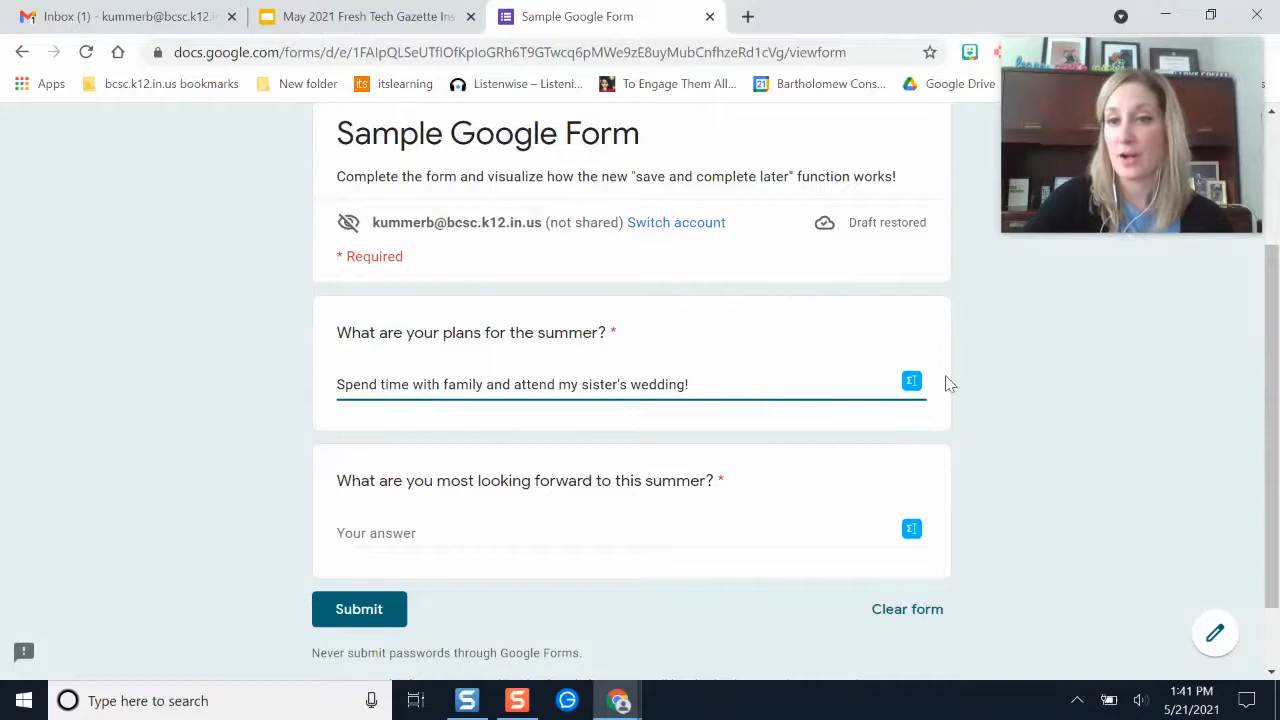 Inbox (1) - kummerb@bcsc.k12.in.
May 2021 Fresh Tech Gazette Ins
Sample Google Form
docs.google.com/forms/d/e/1FAIpQLSeUTflOfKpIoGRh6T9GTwcq6pMWe9zE8uyMubCnfhzeRd1cVg/viewform
Apps
bcsc.k12.in.us bookmarks
New folder
its
itslearning
Listenwise – Listeni...
To Engage Them All...
21
Bartholomew Cons...
Google Drive
Sample Google Form
Complete the form and visualize how the new "save and complete later" function works!
kummerb@bcsc.k12.in.us (not shared) Switch account
Draft restored
* Required
What are your plans for the summer? *
Spend time with family and attend my sister's wedding!
What are you most looking forward to this summer? *
Your answer
Submit
Clear form
Never submit passwords through Google Forms.
Type here to search
1:41 PM
5/21/2021